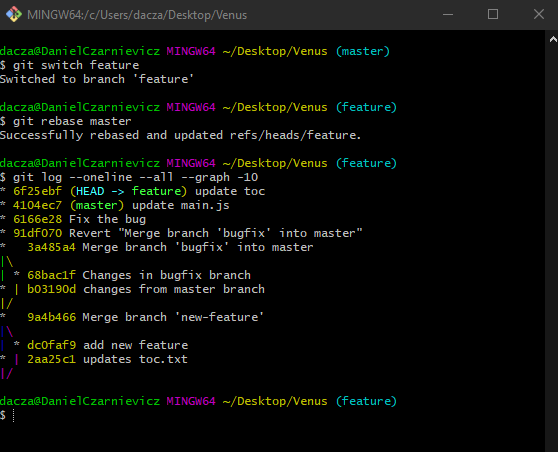 MINGW64:/c/Users/dacza/Desktop/Venus
dacza@DanielCzarnievicz MINGW64 ~/Desktop/Venus (master)
$ git switch feature
Switched to branch 'feature'
dacza@DanielCzarnievicz MINGW64 ~/Desktop/Venus (feature)
$ git rebase master
Successfully rebased and updated refs/heads/feature.
dacza@DanielCzarnievicz MINGW64 ~/Desktop/Venus (feature)
$ git log --oneline --all --graph -10
* 6f25ebf (HEAD -> feature) update toc
* 4104ec7 (master) update main.js
* 6166e28 Fix the bug
* 91df070 Revert "Merge branch 'bugfix' into master"
*   3a485a4 Merge branch 'bugfix' into master
|\
| * 68bac1f Changes in bugfix branch
* | b03190d changes from master branch
|/
*   9a4b466 Merge branch 'new-feature'
|\
| * dc0faf9 add new feature
* | 2aa25c1 updates toc.txt
|/
dacza@DanielCzarnievicz MINGW64 ~/Desktop/Venus (feature)
$